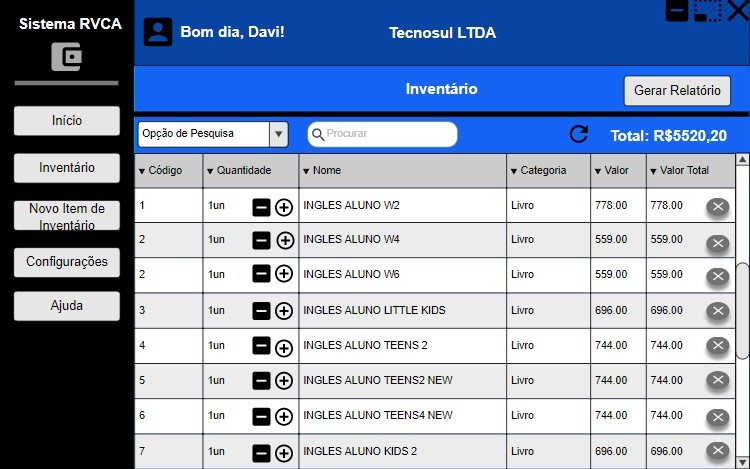 Sistema RVCA
Bom dia, Davi!
Tecnosul LTDA
Inventário
Gerar Relatório
Início
Inventário
Novo Item de
Inventário
Configurações
Ajuda
Opção de Pesquisa
Procurar
Total: R$5520,20
Código Quantidade Nome Categoria Valor Valor Total
1 1un INGLES ALUNO W2 Livro 778.00 778.00
2 1un INGLES ALUNO W4 Livro 559.00 559.00
2 1un INGLES ALUNO W6 Livro 559.00 559.00
3 1un INGLES ALUNO LITTLE KIDS Livro 696.00 696.00
4 1un INGLES ALUNO TEENS 2 Livro 744.00 744.00
5 1un INGLES ALUNO TEENS2 NEW Livro 744.00 744.00
6 1un INGLES ALUNO TEENS4 NEW Livro 744.00 744.00
7 1un INGLES ALUNO KIDS 2 Livro 696.00 696.00